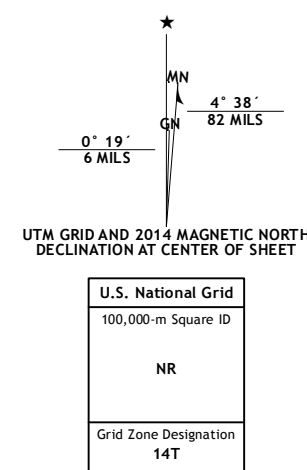 ★
MN
4° 38´
82 MILS
GN
0° 19´
6 MILS
UTM GRID AND 2014 MAGNETIC NORTH
DECLINATION AT CENTER OF SHEET
U.S. National Grid
100,000-m Square ID
NR
Grid Zone Designation
14T